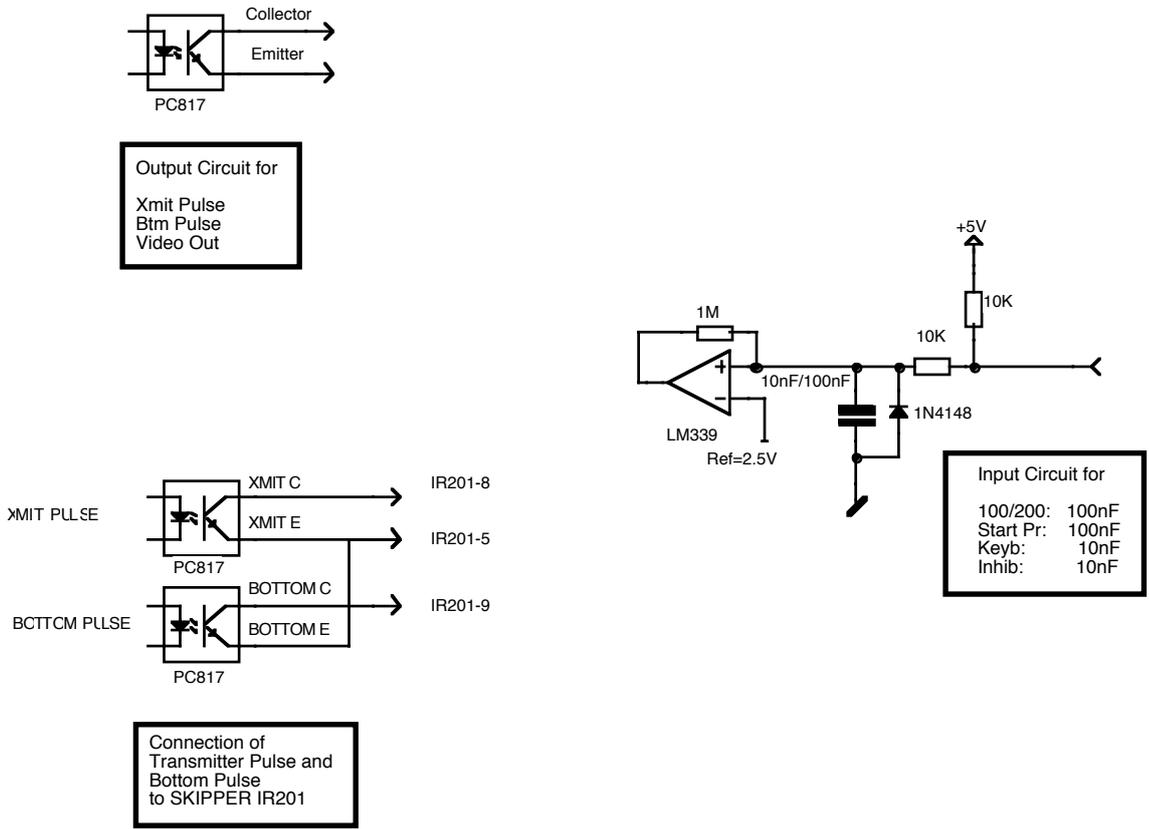 Collector
Emitter
PC817
Output Circuit for
Xmit Pulse
Btm Pulse
Video Out
+5V
10K
1M
10K
+
10nF/100nF
−
1N4148
LM339
Ref=2.5V
Input Circuit for
100/200: 100nF
Start Pr: 100nF
Keyb: 10nF
Inhib: 10nF
XMIT PULSE
XMIT C
IR201-8
XMIT E
IR201-5
PC817
BOTTOM PULSE
BOTTOM C
IR201-9
BOTTOM E
PC817
Connection of
Transmitter Pulse and
Bottom Pulse
to SKIPPER IR201